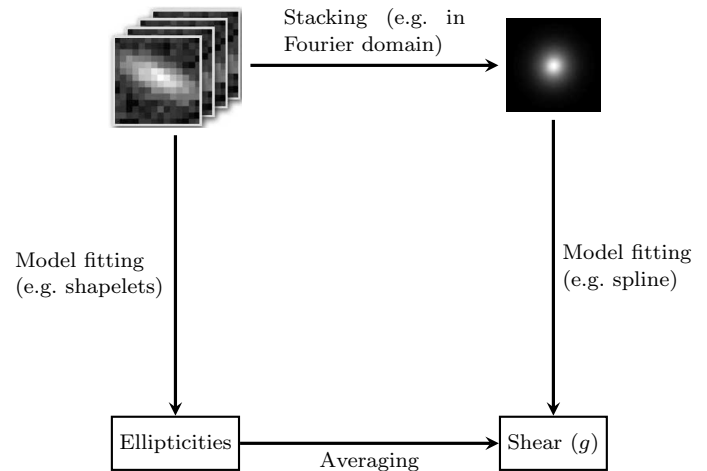 Stacking (e.g. in
Fourier domain)
Model fitting
(e.g. shapelets)
Model fitting
(e.g. spline)
Ellipticities
Averaging
Shear (g)